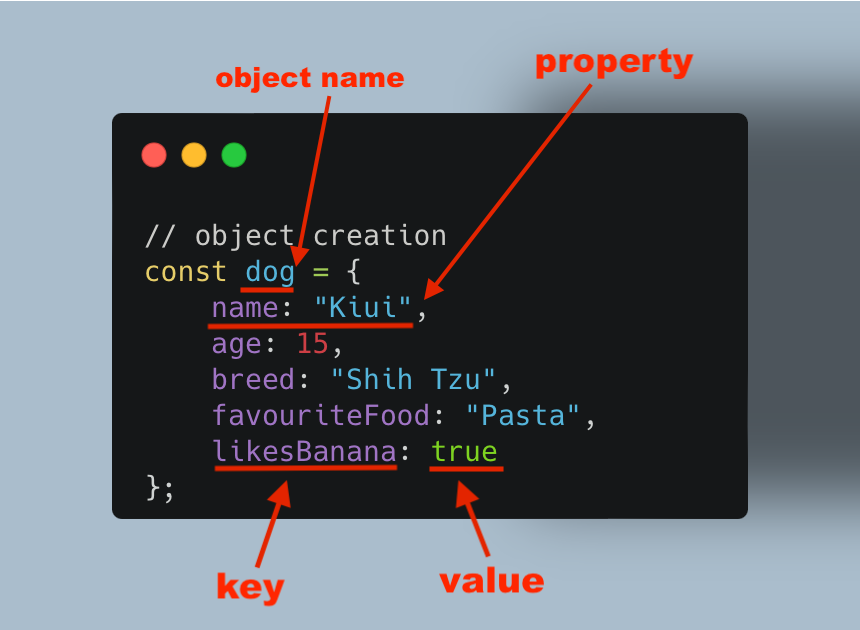 object name
property
// object creation
const dog = {
    name: "Kiui",
    age: 15,
    breed: "Shih Tzu",
    favouriteFood: "Pasta",
    likesBanana: true
};
key
value